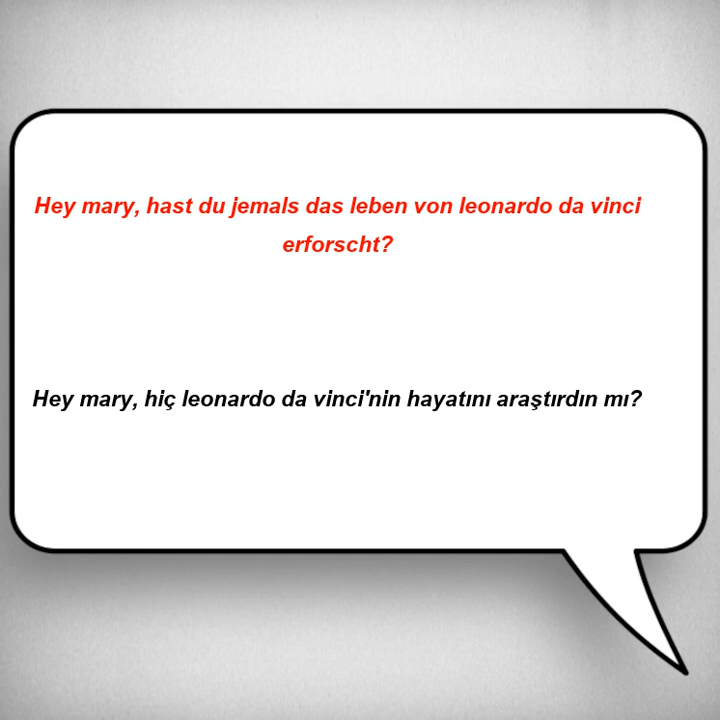 Hey mary, hast du jemals das leben von leonardo da vinci
erforscht?
Hey mary, hiç leonardo da vinci'nin hayatını araştırdın mı?